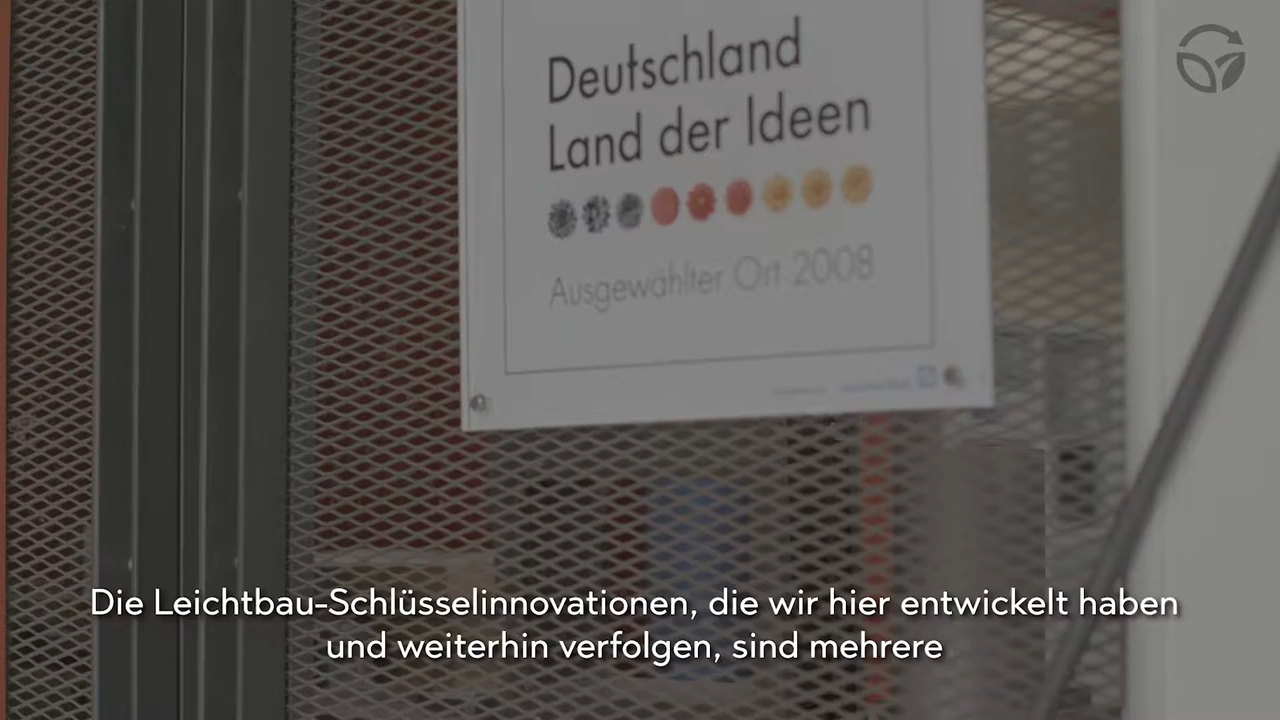 Deutschland
Land der Ideen
Ausgewählter Ort 2008
Die Leichtbau-Schlüsselinnovationen, die wir hier entwickelt haben
und weiterhin verfolgen, sind mehrere